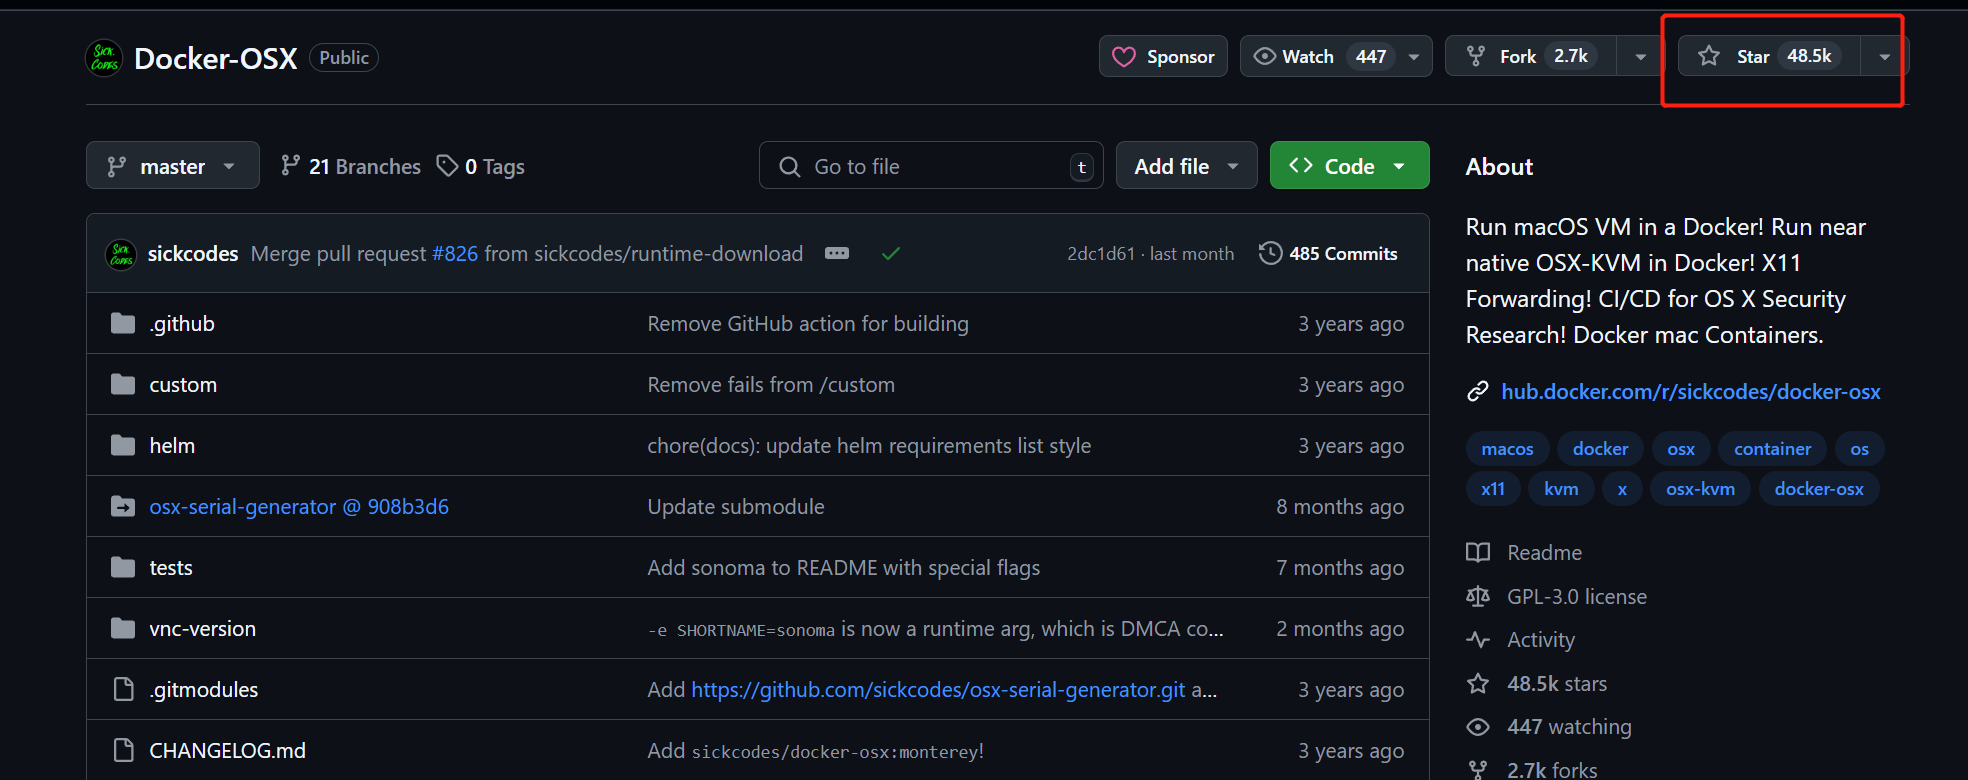 SICK. CODES Docker-OSX Public Sponsor Watch 447 Fork 2.7k Star 48.5k
master 21 Branches 0 Tags Go to file t Add file Code
SICK. CODES sickcodes Merge pull request #826 from sickcodes/runtime-download 2dc1d61 · last month 485 Commits
.github Remove GitHub action for building 3 years ago
custom Remove fails from /custom 3 years ago
helm chore(docs): update helm requirements list style 3 years ago
osx-serial-generator @ 908b3d6 Update submodule 8 months ago
tests Add sonoma to README with special flags 7 months ago
vnc-version -e SHORTNAME=sonoma is now a runtime arg, which is DMCA co... 2 months ago
.gitmodules Add https://github.com/sickcodes/osx-serial-generator.git a... 3 years ago
CHANGELOG.md Add sickcodes/docker-osx:monterey! 3 years ago
About
Run macOS VM in a Docker! Run near
native OSX-KVM in Docker! X11
Forwarding! CI/CD for OS X Security
Research! Docker mac Containers.
hub.docker.com/r/sickcodes/docker-osx
macos docker osx container os
x11 kvm x osx-kvm docker-osx
Readme
GPL-3.0 license
Activity
48.5k stars
447 watching
2.7k forks